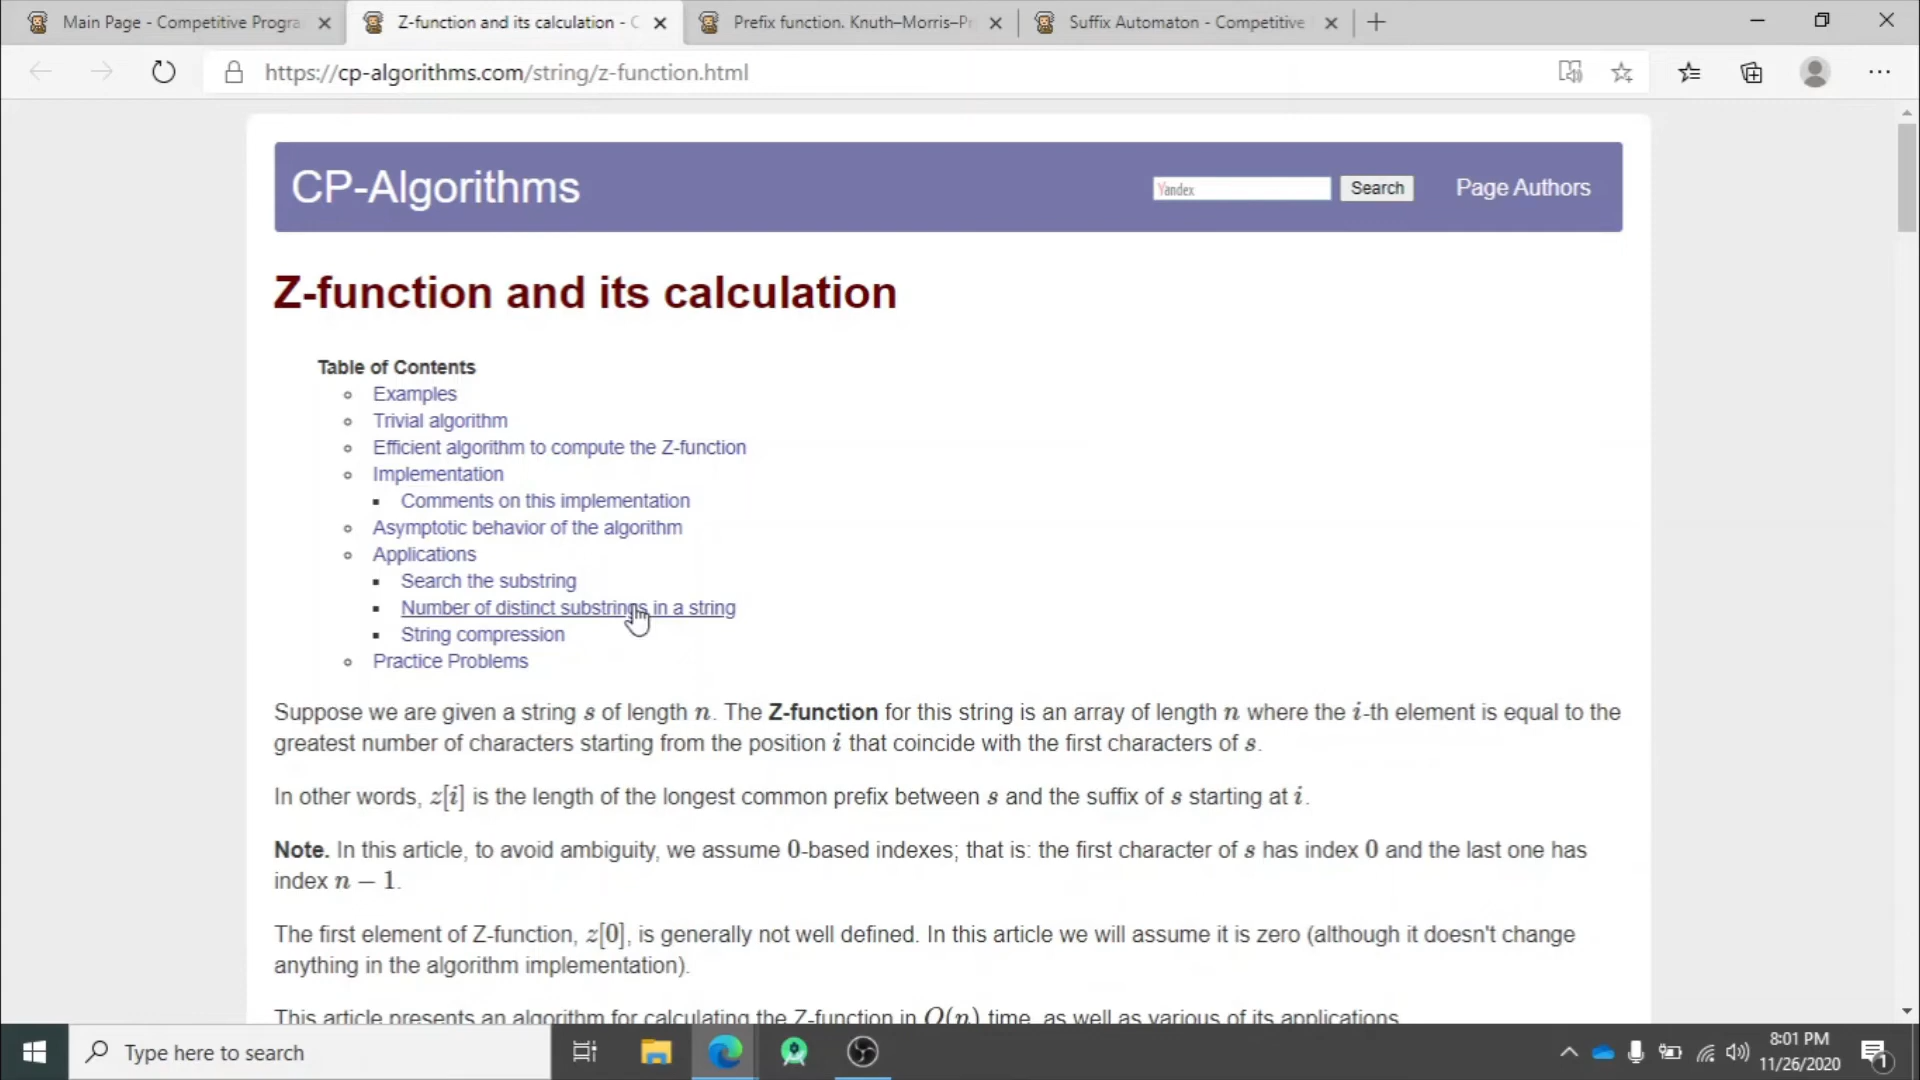 Main Page - Competitive Progra
Z-function and its calculation - C
Prefix function. Knuth–Morris–Pr
Suffix Automaton - Competitive
https://cp-algorithms.com/string/z-function.html
CP-Algorithms
Yandex
Search
Page Authors
Z-function and its calculation
Table of Contents
Examples
Trivial algorithm
Efficient algorithm to compute the Z-function
Implementation
Comments on this implementation
Asymptotic behavior of the algorithm
Applications
Search the substring
Number of distinct substrings in a string
String compression
Practice Problems
Suppose we are given a string s of length n. The Z-function for this string is an array of length n where the i-th element is equal to the
greatest number of characters starting from the position i that coincide with the first characters of s.
In other words, z[i] is the length of the longest common prefix between s and the suffix of s starting at i.
Note. In this article, to avoid ambiguity, we assume 0-based indexes; that is: the first character of s has index 0 and the last one has
index n − 1.
The first element of Z-function, z[0], is generally not well defined. In this article we will assume it is zero (although it doesn't change
anything in the algorithm implementation).
This article presents an algorithm for calculating the Z-function in O(n) time, as well as various of its applications.
Type here to search
8:01 PM
11/26/2020
1